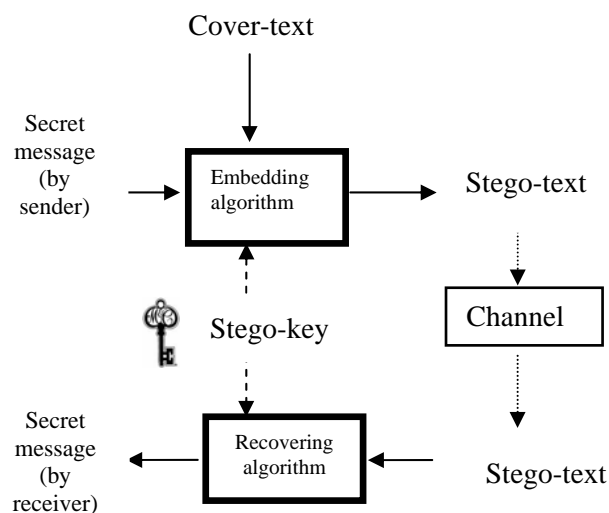 Cover-text
Secret
message
(by
sender)
Embedding
algorithm
Stego-text
Channel
Stego-key
Secret
message
(by
receiver)
Recovering
algorithm
Stego-text